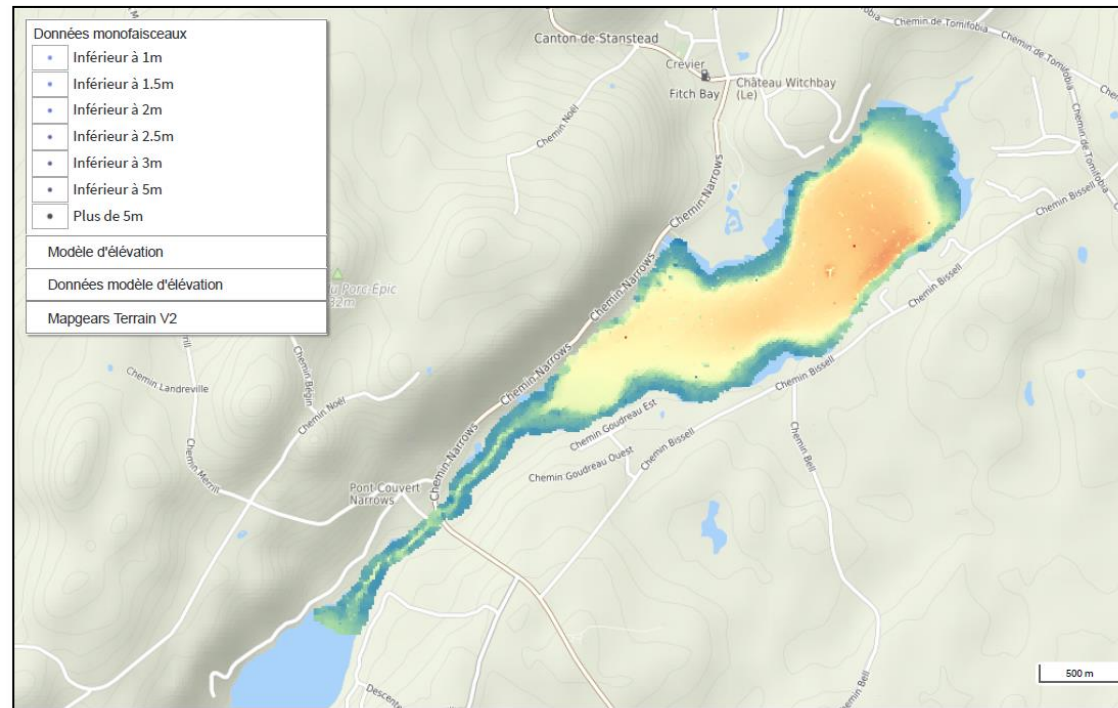 Données monofaisceaux
Inférieur à 1m
Inférieur à 1.5m
Inférieur à 2m
Inférieur à 2.5m
Inférieur à 3m
Inférieur à 5m
Plus de 5m
Modèle d'élévation
Données modèle d'élévation
Mapgears Terrain V2
Canton de Stanstead
Crevier
Fitch Bay
Château Witchbay
(Le)
Chemin de Tomifobia
Chemin de Tomifobia
Chemin de Tomifobia
Chemin Noël
Chemin Narrows
Chemin Narrows
Chemin Narrows
Chemin Narrows
Chemin Bissell
Chemin Bissell
Chemin Bissell
Chemin Bissell
Parc-Epic
Chemin Landreville
Chemin Bégin
Chemin Noël
Chemin Merrill
Chemin Goudreau Est
Chemin Goudreau Ouest
Chemin Bell
Chemin Bell
Pont Couvert
Narrows
500 m